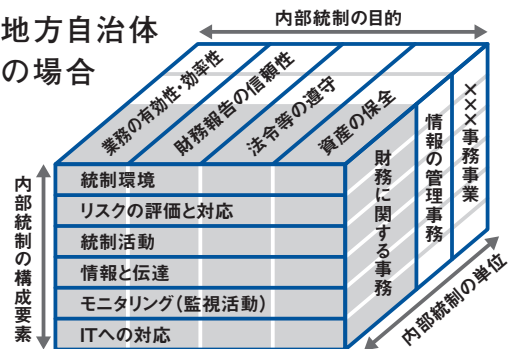 地方自治体
の場合
内部統制の目的
業務の有効性・効率性
財務報告の信頼性
法令等の遵守
資産の保全
内部統制の構成要素
統制環境
リスクの評価と対応
統制活動
情報と伝達
モニタリング（監視活動）
ITへの対応
財務に関する事務
情報の管理事務
×××事務事業
内部統制の単位